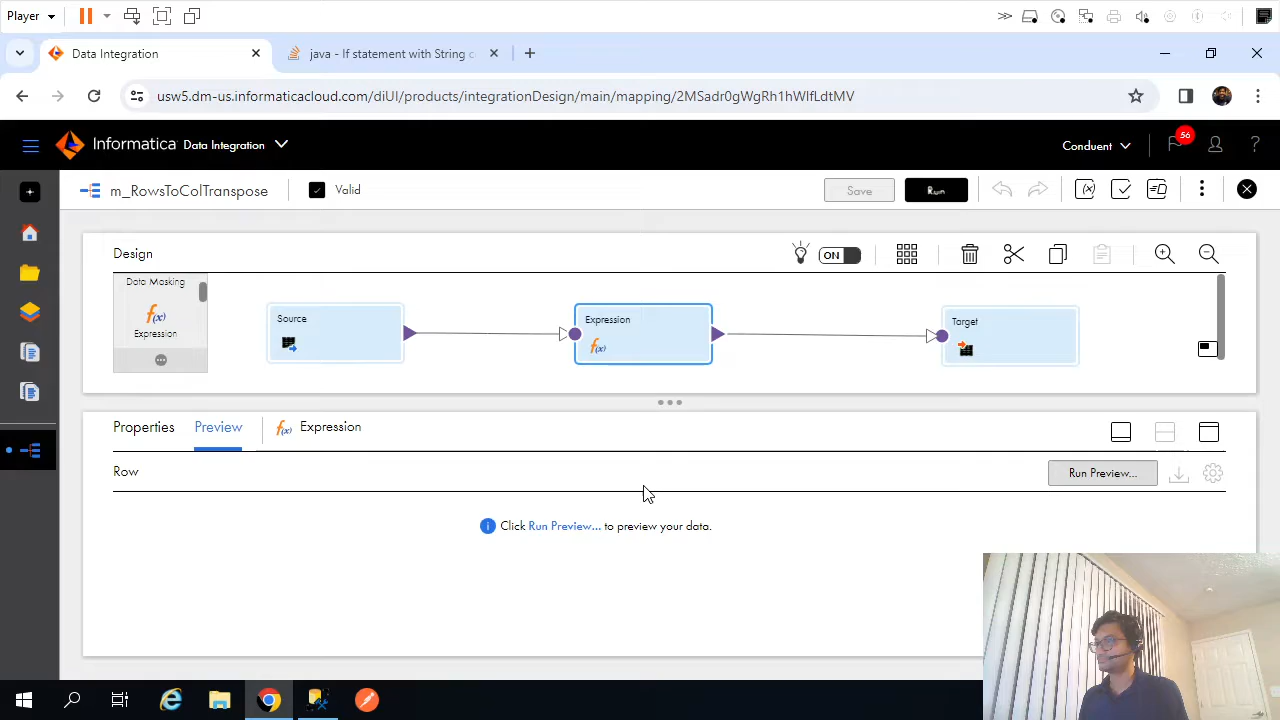 Player
Data Integration
java - If statement with String c
usw5.dm-us.informaticacloud.com/diUI/products/integrationDesign/main/mapping/2MSadr0gWgRh1hWIfLdtMV
Informatica Data Integration
Conduent
56
m_RowsToColTranspose
Valid
Save
Run
Design
ON
Data Masking
Expression
Source
Expression
Target
Properties
Preview
Expression
Row
Run Preview...
Click Run Preview... to preview your data.